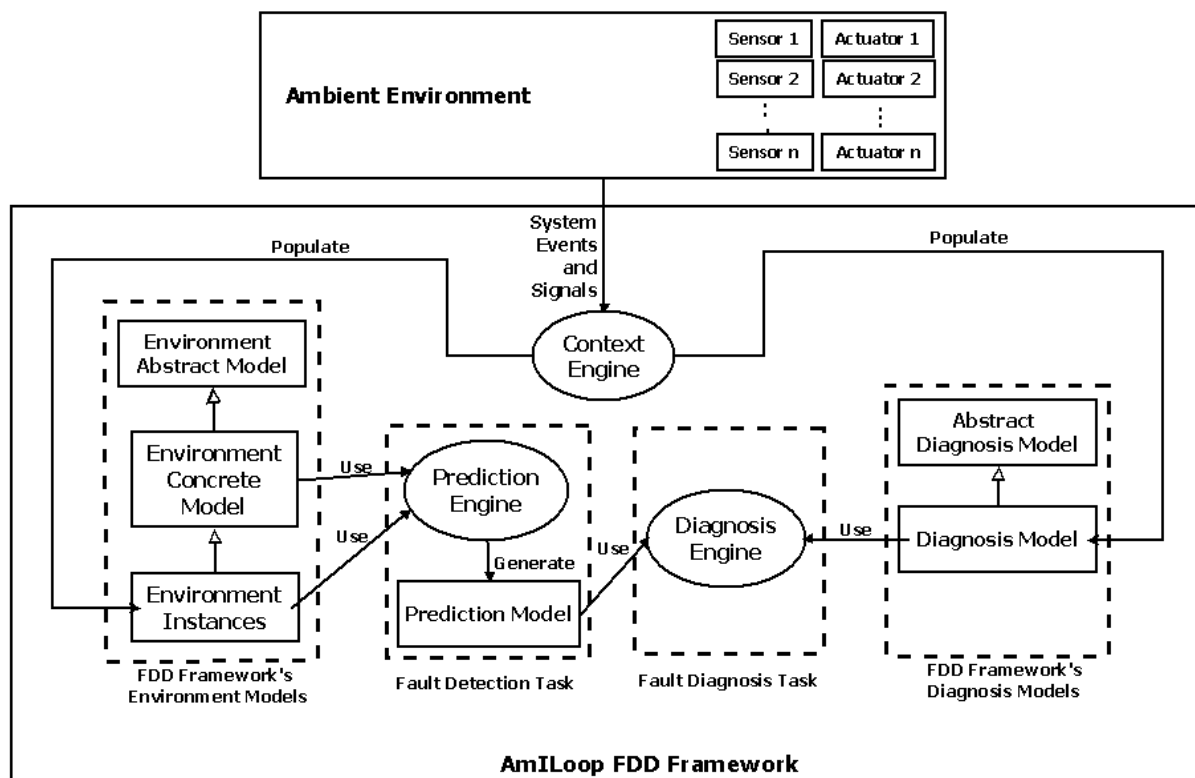 Ambient Environment
Sensor 1
Actuator 1
Sensor 2
Actuator 2
Sensor n
Actuator n
System
Events
and
Signals
Populate
Populate
Context
Engine
Environment
Abstract Model
Environment
Concrete
Model
Environment
Instances
Use
Use
Prediction
Engine
Generate
Prediction Model
Use
Diagnosis
Engine
Use
Abstract
Diagnosis Model
Diagnosis Model
FDD Framework's
Environment Models
Fault Detection Task
Fault Diagnosis Task
FDD Framework's
Diagnosis Models
AmILoop FDD Framework